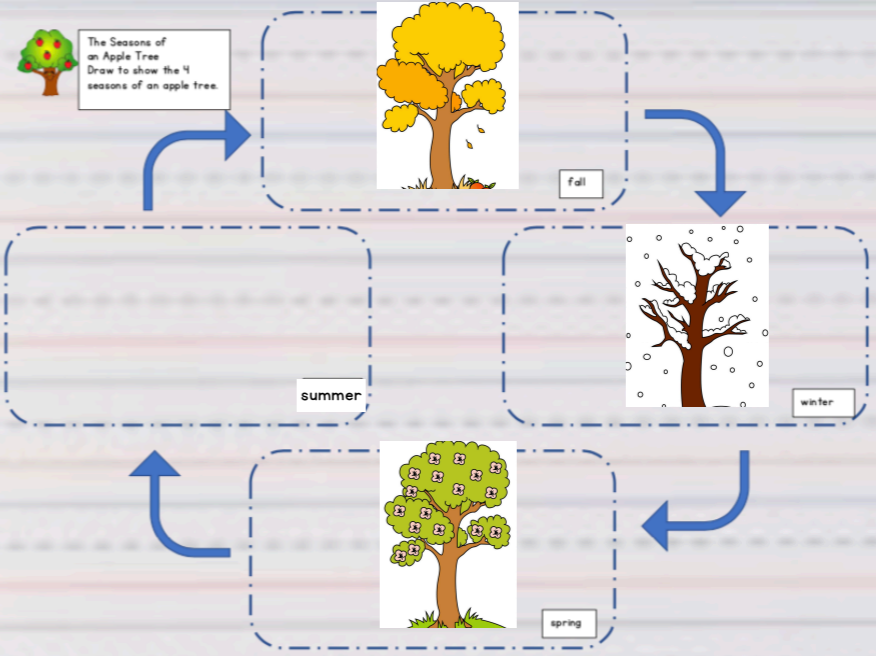 The Seasons of
an Apple Tree
Draw to show the 4
seasons of an apple tree.
fall
winter
summer
spring